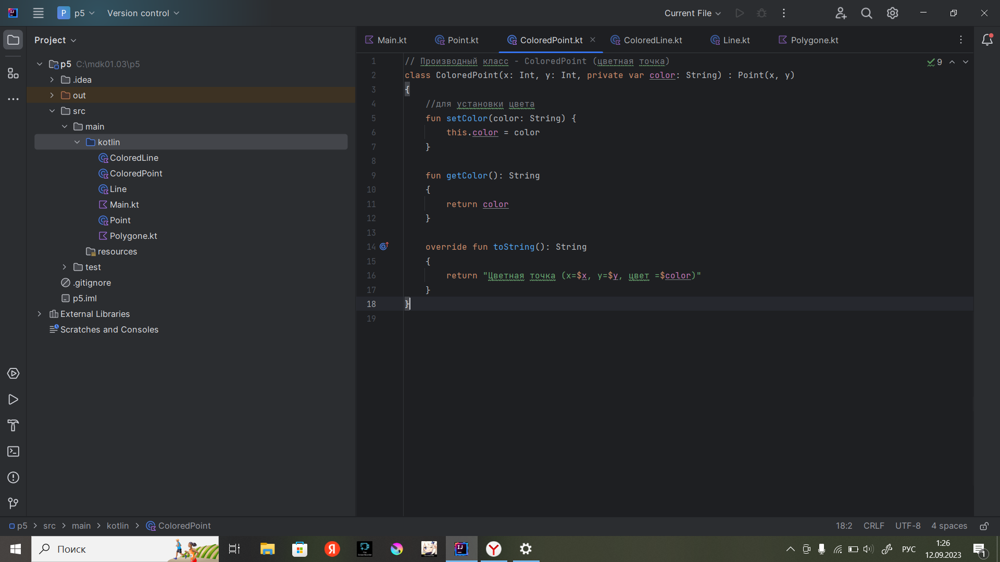 P p5 Version control Current File
Project
p5 C:\mdk01.03\p5
.idea
out
src
main
kotlin
ColoredLine
ColoredPoint
Line
Main.kt
Point
Polygone.kt
resources
test
.gitignore
p5.iml
External Libraries
Scratches and Consoles
Main.kt Point.kt ColoredPoint.kt ColoredLine.kt Line.kt Polygone.kt
9
1 // Производный класс - ColoredPoint (цветная точка)
2 class ColoredPoint(x: Int, y: Int, private var color: String) : Point(x, y)
3 {
4 //для установки цвета
5 fun setColor(color: String) {
6 this.color = color
7 }
8
9 fun getColor(): String
10 {
11 return color
12 }
13
14 override fun toString(): String
15 {
16 return "Цветная точка (x=$x, y=$y, цвет =$color)"
17 }
18 }
19
p5 > src > main > kotlin > ColoredPoint
18:2 CRLF UTF-8 4 spaces
Поиск
РУС
1:26
12.09.2023
1